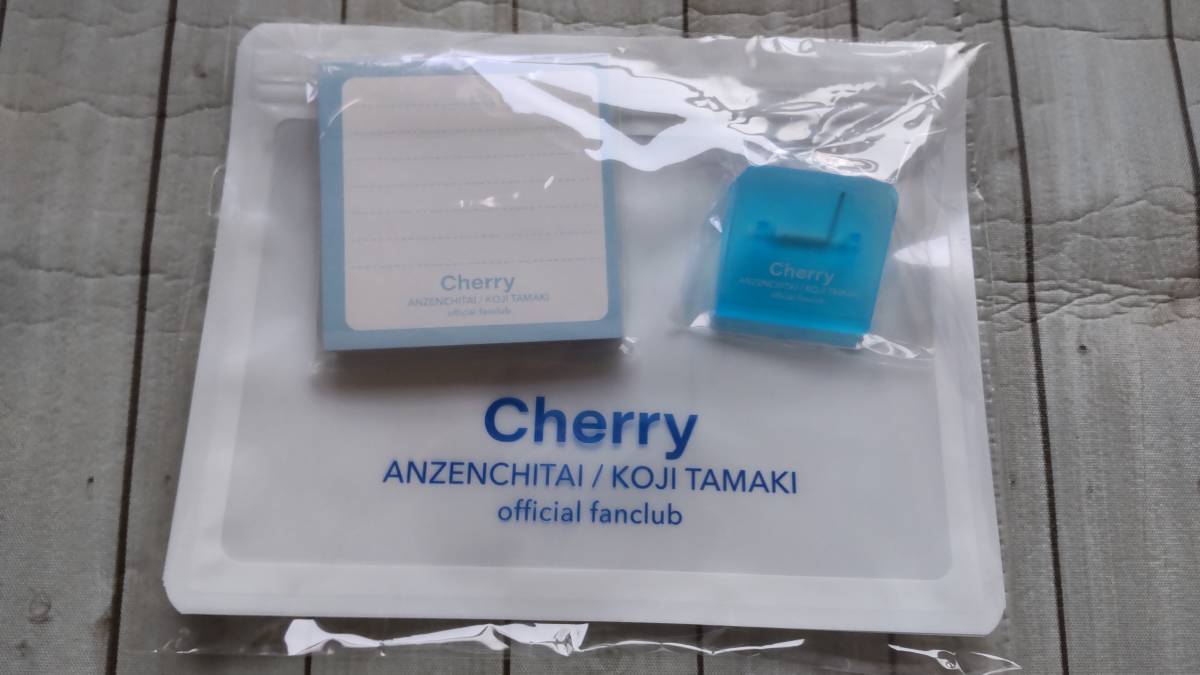 Cherry
ANZENCHITAI / KOJI TAMAKI
official fanclub
Cherry
ANZENCHITAI / KOJI TAMAKI
official fanclub
Cherry
ANZENCHITAI / KOJI TAMAKI
official fanclub